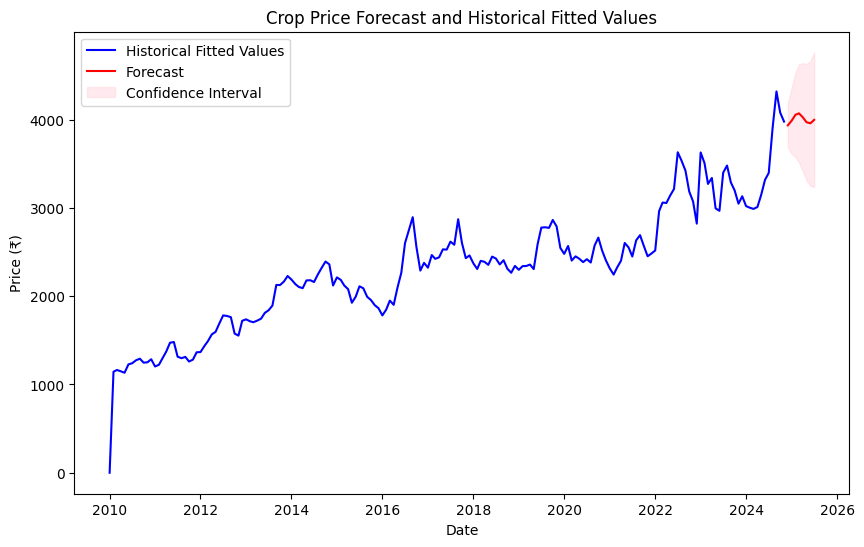 Crop Price Forecast and Historical Fitted Values
Historical Fitted Values
Forecast
Confidence Interval
4000
3000
2000
1000
0
Price (₹)
2010 2012 2014 2016 2018 2020 2022 2024 2026
Date